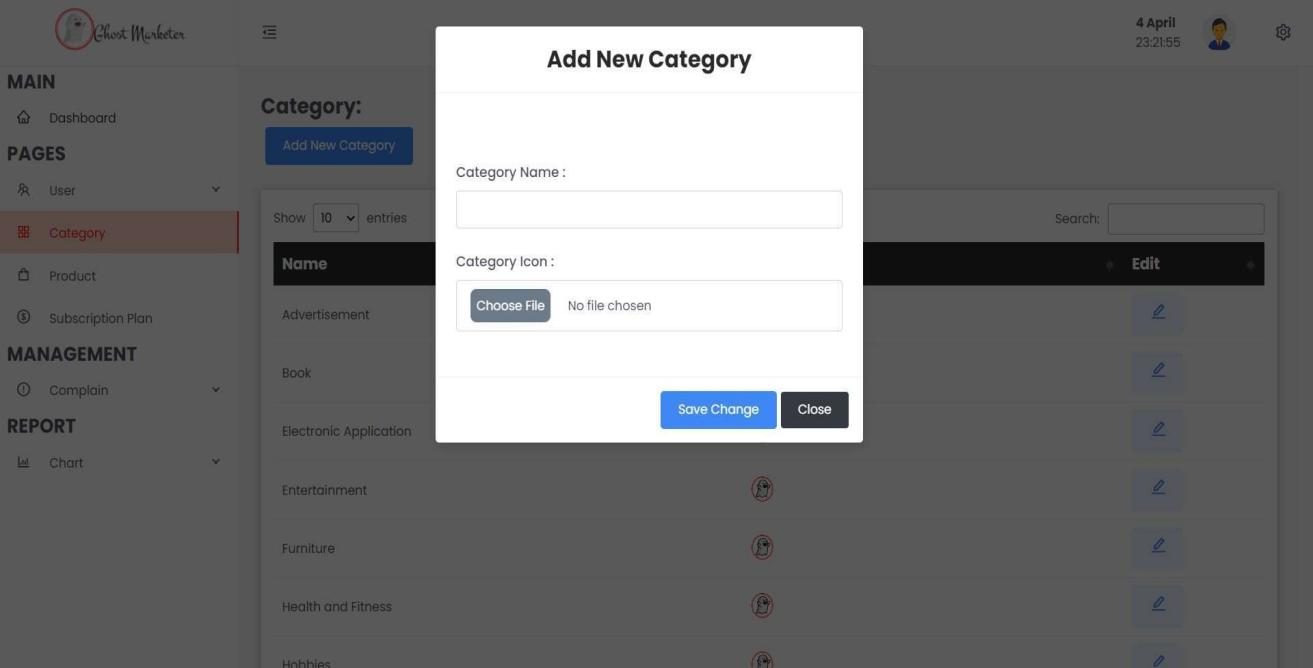 Ghost Marketer
4 April
23:21:55
MAIN
Dashboard
PAGES
User
Category
Product
Subscription Plan
MANAGEMENT
Complain
REPORT
Chart
Category:
Add New Category
Show 10 entries
Search:
Name
Edit
Advertisement
Book
Electronic Application
Entertainment
Furniture
Health and Fitness
Hobbies
Add New Category
Category Name :
Category Icon :
Choose File No file chosen
Save Change
Close